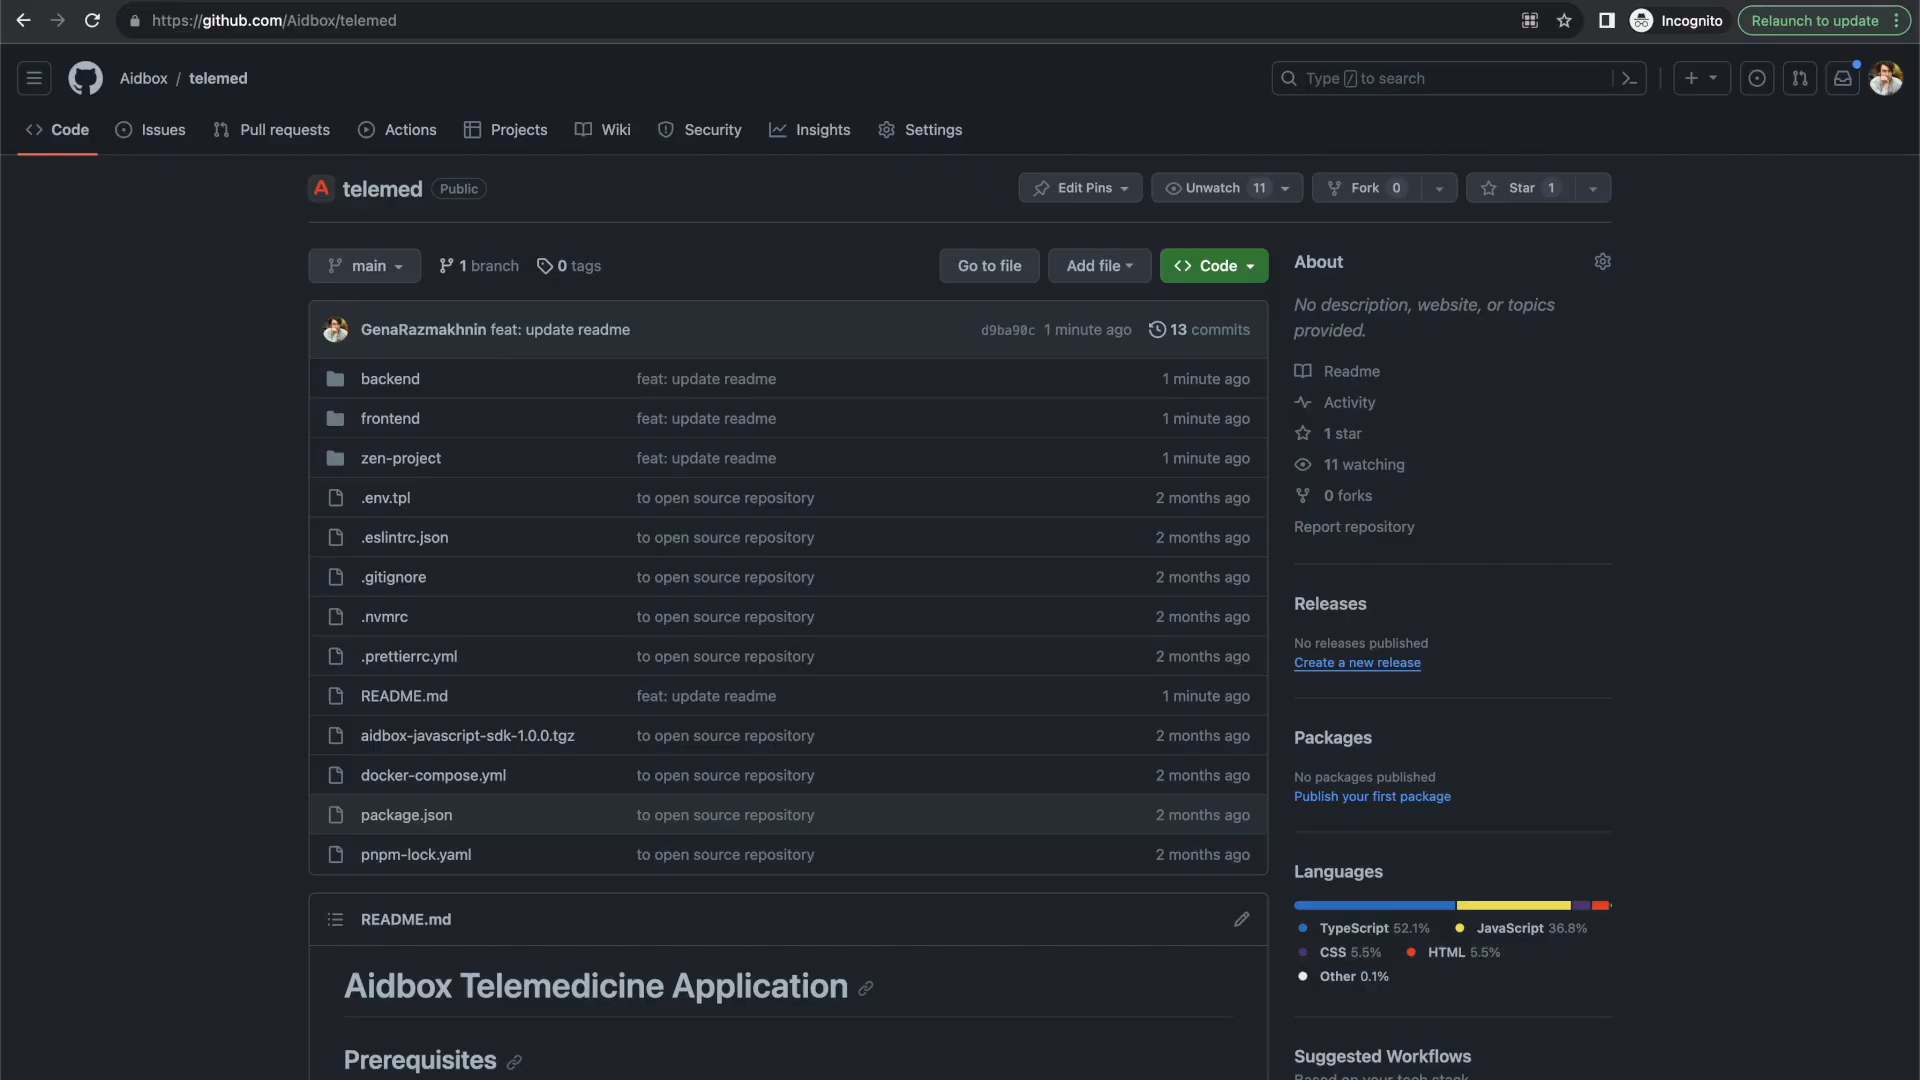 https://github.com/Aidbox/telemed
Incognito
Relaunch to update
Aidbox / telemed
Type / to search
Code
Issues
Pull requests
Actions
Projects
Wiki
Security
Insights
Settings
A
telemed
Public
Edit Pins
Unwatch 11
Fork 0
Star 1
main
1 branch
0 tags
Go to file
Add file
Code
GenaRazmakhnin feat: update readme
d9ba90c 1 minute ago
13 commits
backend feat: update readme 1 minute ago
frontend feat: update readme 1 minute ago
zen-project feat: update readme 1 minute ago
.env.tpl to open source repository 2 months ago
.eslintrc.json to open source repository 2 months ago
.gitignore to open source repository 2 months ago
.nvmrc to open source repository 2 months ago
.prettierrc.yml to open source repository 2 months ago
README.md feat: update readme 1 minute ago
aidbox-javascript-sdk-1.0.0.tgz to open source repository 2 months ago
docker-compose.yml to open source repository 2 months ago
package.json to open source repository 2 months ago
pnpm-lock.yaml to open source repository 2 months ago
README.md
Aidbox Telemedicine Application
Prerequisites
About
No description, website, or topics
provided.
Readme
Activity
1 star
11 watching
0 forks
Report repository
Releases
No releases published
Create a new release
Packages
No packages published
Publish your first package
Languages
TypeScript 52.1% JavaScript 36.8%
CSS 5.5% HTML 5.5%
Other 0.1%
Suggested Workflows
Based on your tech stack